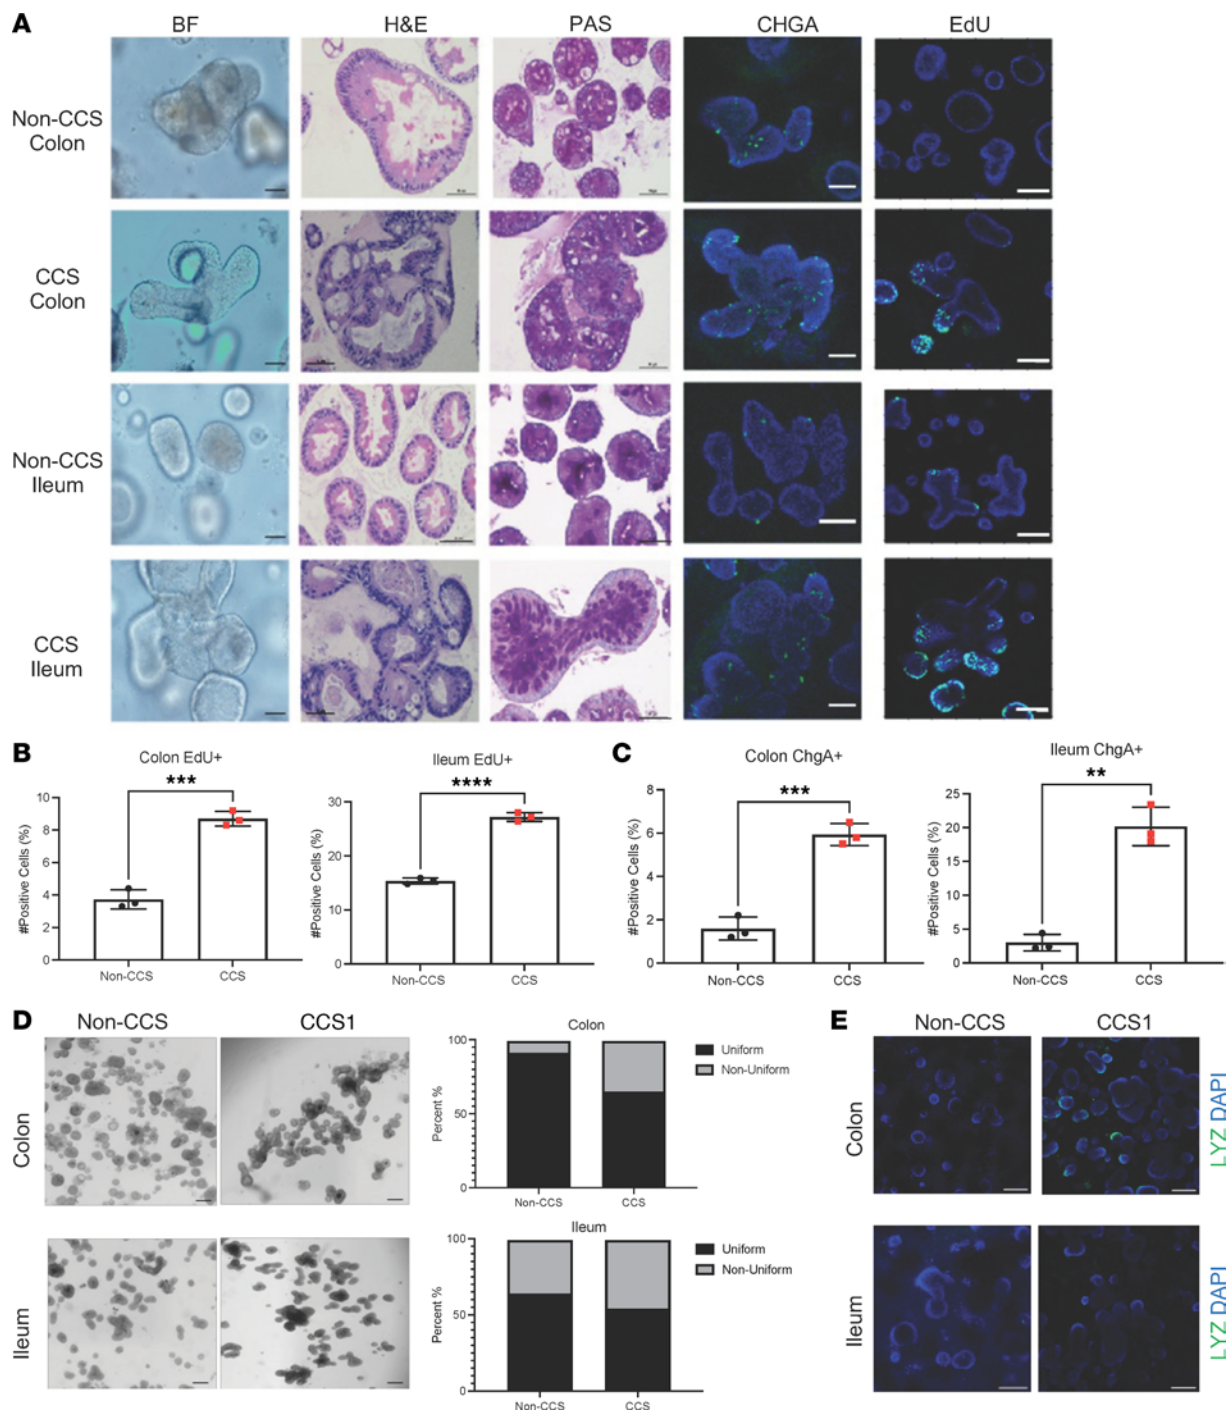 A
BF H&E PAS CHGA EdU
Non-CCS
Colon
CCS
Colon
Non-CCS
Ileum
CCS
Ileum
B
Colon EdU+
***
#Positive Cells (%)
10
8
6
4
2
0
Non-CCS CCS
Ileum EdU+
****
#Positive Cells (%)
30
20
10
0
Non-CCS CCS
C
Colon ChgA+
***
#Positive Cells (%)
8
6
4
2
0
Non-CCS CCS
Ileum ChgA+
**
#Positive Cells (%)
25
20
15
10
5
0
Non-CCS CCS
D
Non-CCS CCS1
Colon
Ileum
Colon
Percent %
100
50
0
Non-CCS CCS
Uniform
Non-Uniform
Ileum
Percent %
100
50
0
Non-CCS CCS
Uniform
Non-Uniform
E
Non-CCS CCS1
Colon
Ileum
LYZ DAPI
LYZ DAPI